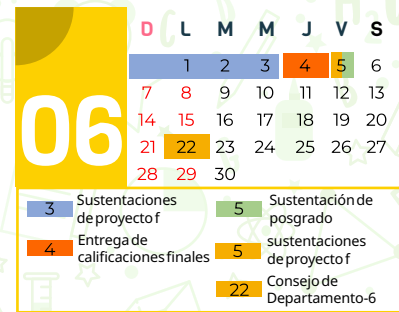 06
D L M M J V S
1 2 3 4 5 6
7 8 9 10 11 12 13
14 15 16 17 18 19 20
21 22 23 24 25 26 27
28 29 30
3 Sustentaciones
de proyecto f
4 Entrega de
calificaciones finales
5 Sustentación de
posgrado
5 sustentaciones
de proyecto f
22 Consejo de
Departamento-6